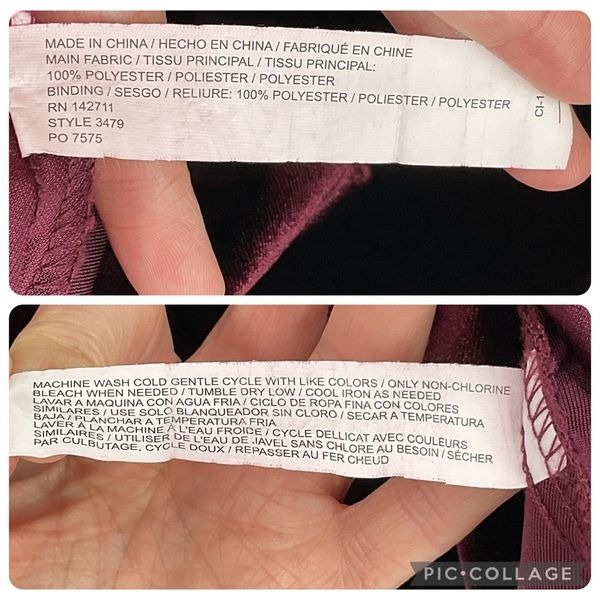 MADE IN CHINA / HECHO EN CHINA / FABRIQUÉ EN CHINE
MAIN FABRIC / TISSU PRINCIPAL / TISSU PRINCIPAL:
100% POLYESTER / POLIESTER / POLYESTER
BINDING / SESGO / RELIURE: 100% POLYESTER / POLIESTER / POLYESTER
RN 142711
STYLE 3479
PO 7575
MACHINE WASH COLD GENTLE CYCLE WITH LIKE COLORS / ONLY NON-CHLORINE
BLEACH WHEN NEEDED / TUMBLE DRY LOW / COOL IRON AS NEEDED
LAVAR A MAQUINA CON AGUA FRIA / CICLO DE ROPA FINA CON COLORES
SIMILARES / USE SOLO BLANQUEADOR SIN CLORO / SECAR A TEMPERATURA
BAJA / PLANCHAR A TEMPERATURA FRIA
LAVER À LA MACHINE À L'EAU FROIDE / CYCLE DELLICAT AVEC COULEURS
SIMILAIRES / UTILISER DE L'EAU DE JAVEL SANS CHLORE AU BESOIN / SÉCHER
PAR CULBUTAGE, CYCLE DOUX / REPASSER AU FER CHEUD
PIC•COLLAGE